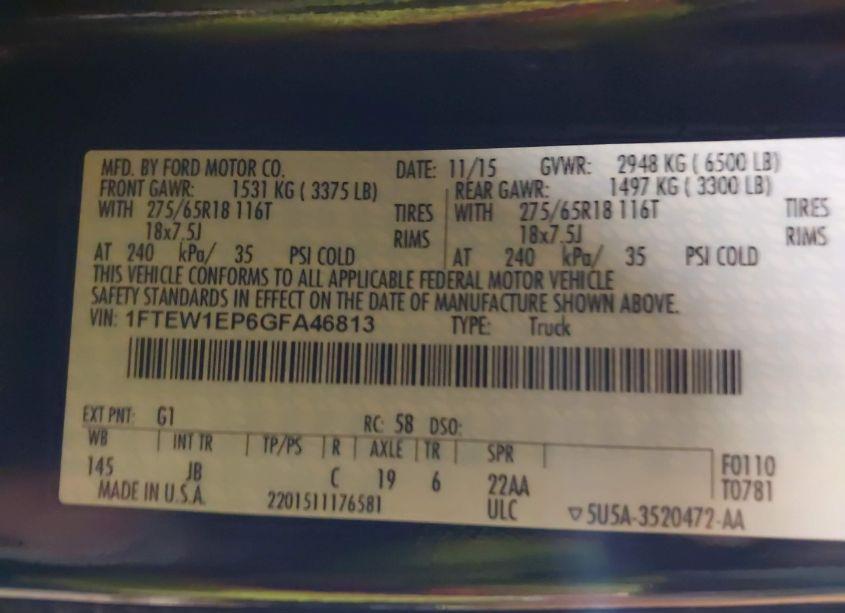 MFD. BY FORD MOTOR CO. DATE: 11/15 GVWR: 2948 KG ( 6500 LB)
FRONT GAWR: 1531 KG ( 3375 LB) REAR GAWR: 1497 KG ( 3300 LB)
WITH 275/65R18 116T TIRES WITH 275/65R18 116T TIRES
18x7.5J RIMS 18x7.5J RIMS
AT 240 kPa/ 35 PSI COLD AT 240 kPa/ 35 PSI COLD
THIS VEHICLE CONFORMS TO ALL APPLICABLE FEDERAL MOTOR VEHICLE
SAFETY STANDARDS IN EFFECT ON THE DATE OF MANUFACTURE SHOWN ABOVE.
VIN: 1FTEW1EP6GFA46813 TYPE: Truck
EXT PNT: G1 RC: 58 DSO:
WB INT TR TP/PS R AXLE TR SPR
145 JB C 19 6 22AA F0110
MADE IN U.S.A. 2201511176581 ULC T0781
▽5U5A-3520472-AA